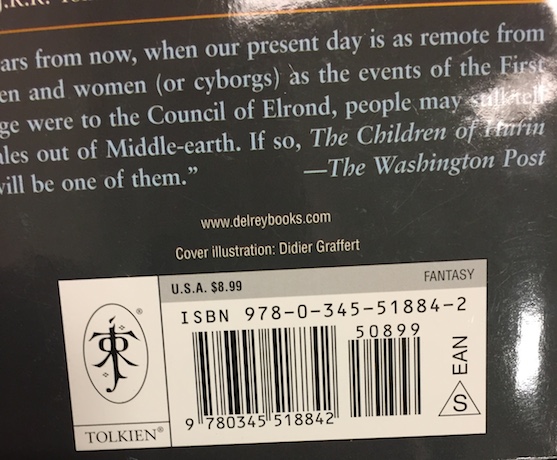 J.R.R.
ars from now, when our present day is as remote from
en and women (or cyborgs) as the events of the First
ge were to the Council of Elrond, people may still tell
ales out of Middle-earth. If so, The Children of Húrin
will be one of them.” —The Washington Post
www.delreybooks.com
Cover illustration: Didier Graffert
U.S.A. $8.99 FANTASY
ISBN 978-0-345-51884-2
50899
9 780345 518842
S EAN
TOLKIEN®